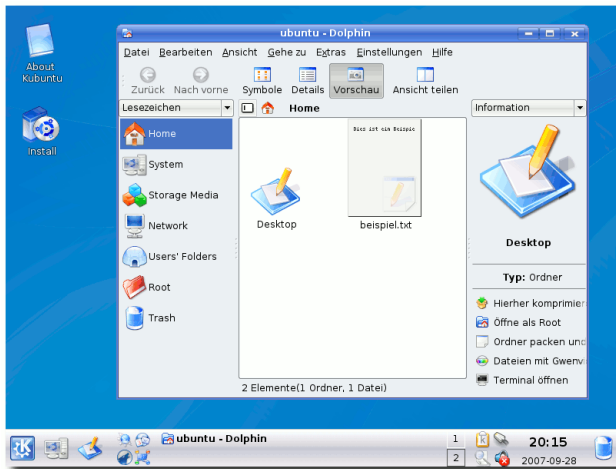 About
Kubuntu
Install
ubuntu - Dolphin
Datei Bearbeiten Ansicht Gehe zu Extras Einstellungen Hilfe
Zurück Nach vorne Symbole Details Vorschau Ansicht teilen
Lesezeichen
Home
Information
Home
System
Storage Media
Network
Users' Folders
Root
Trash
Dies ist ein Beispie
Desktop
beispiel.txt
2 Elemente(1 Ordner, 1 Datei)
Desktop
Typ: Ordner
Hierher komprimier
Öffne als Root
Ordner packen und
Dateien mit Gwenv
Terminal öffnen
ubuntu - Dolphin
1
2
20:15
2007-09-28